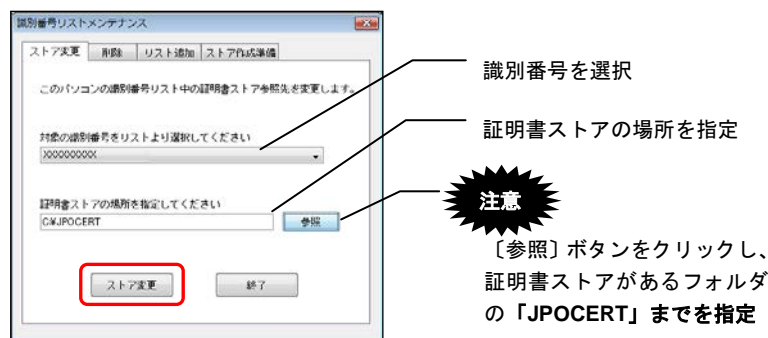 識別番号リストメンテナンス
ストア変更 削除 リスト追加 ストア作成準備
このパソコンの識別番号リスト中の証明書ストア参照先を変更します。
対象の識別番号をリストより選択してください
XXXXXXXXX
証明書ストアの場所を指定してください
C:¥JPOCERT 参照
ストア変更 終了
識別番号を選択
証明書ストアの場所を指定
注意
〔参照〕ボタンをクリックし、
証明書ストアがあるフォルダ
の「JPOCERT」までを指定